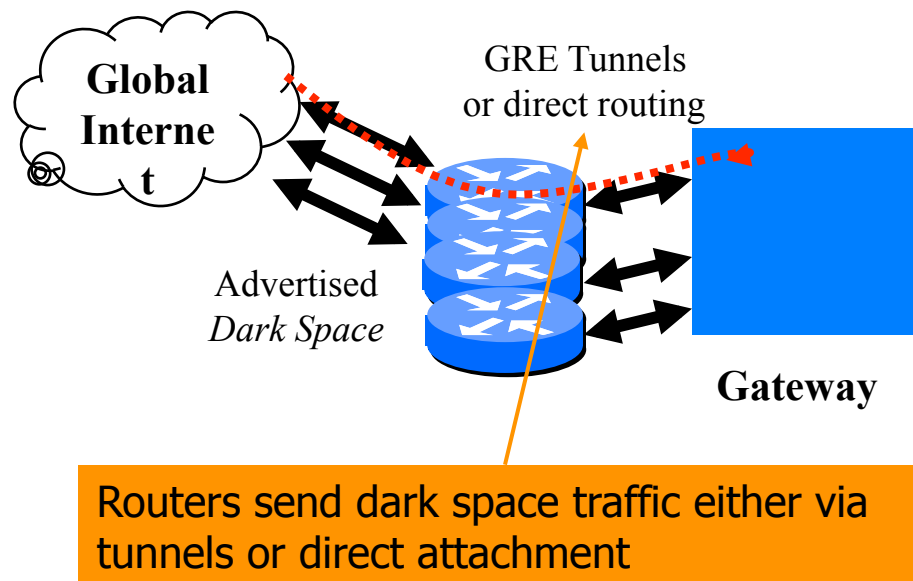 Global
Interne
t
GRE Tunnels
or direct routing
Advertised
Dark Space
Gateway
Routers send dark space traffic either via
tunnels or direct attachment